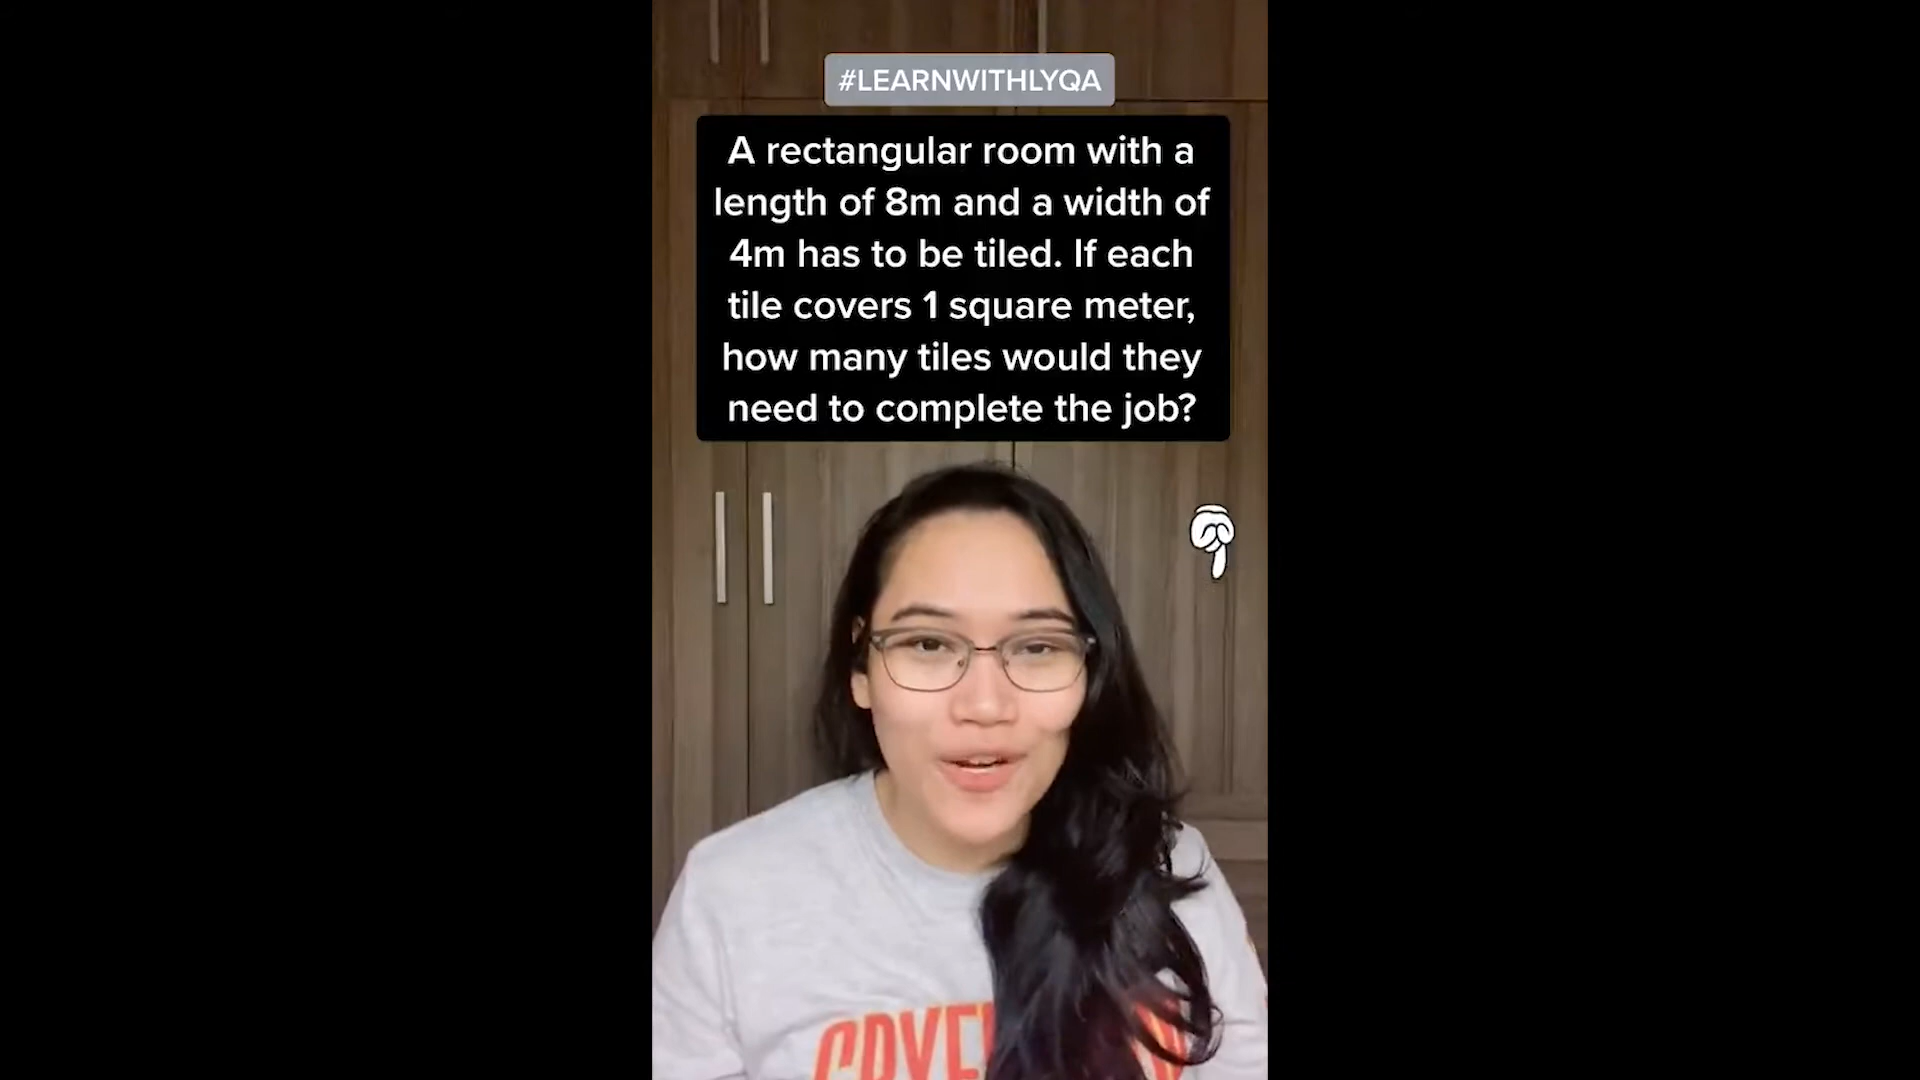 #LEARNWITHLYQA
A rectangular room with a
length of 8m and a width of
4m has to be tiled. If each
tile covers 1 square meter,
how many tiles would they
need to complete the job?